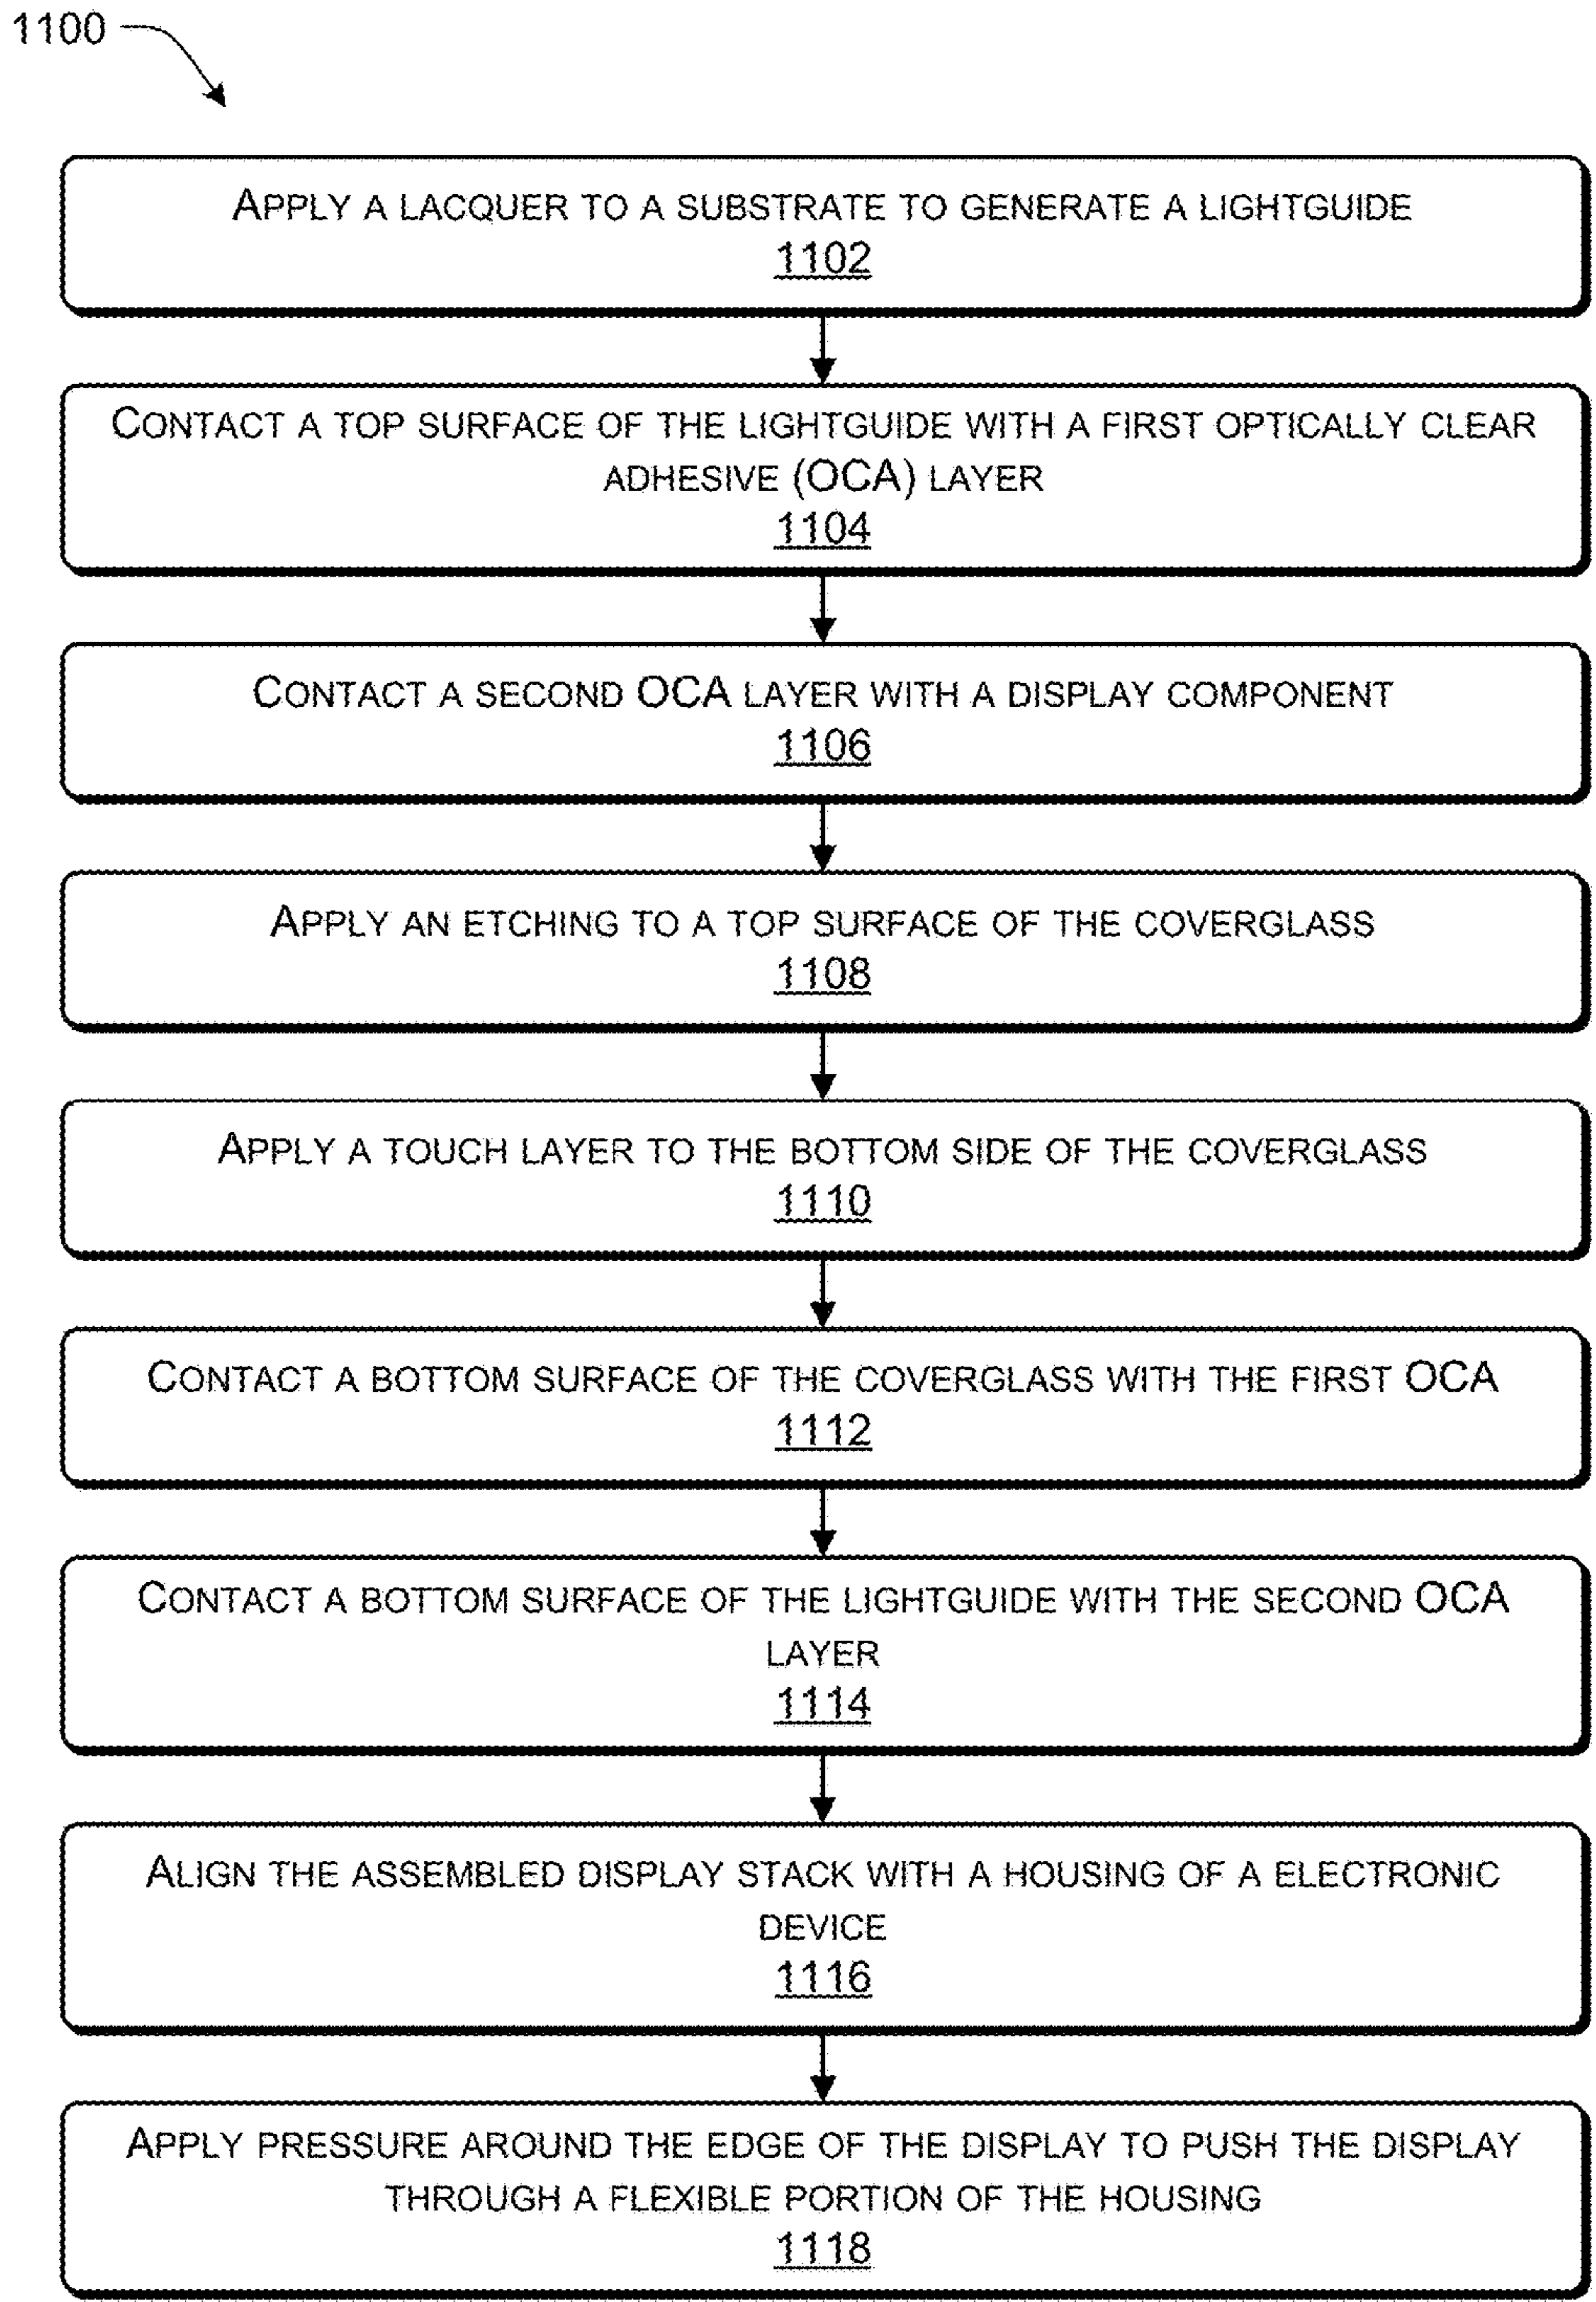 1100
APPLY A LACQUER TO A SUBSTRATE TO GENERATE A LIGHTGUIDE
1102
CONTACT A TOP SURFACE OF THE LIGHTGUIDE WITH A FIRST OPTICALLY CLEAR
ADHESIVE (OCA) LAYER
1104
CONTACT A SECOND OCA LAYER WITH A DISPLAY COMPONENT
1106
APPLY AN ETCHING TO A TOP SURFACE OF THE COVERGLASS
1108
APPLY A TOUCH LAYER TO THE BOTTOM SIDE OF THE COVERGLASS
1110
CONTACT A BOTTOM SURFACE OF THE COVERGLASS WITH THE FIRST OCA
1112
CONTACT A BOTTOM SURFACE OF THE LIGHTGUIDE WITH THE SECOND OCA
LAYER
1114
ALIGN THE ASSEMBLED DISPLAY STACK WITH A HOUSING OF A ELECTRONIC
DEVICE
1116
APPLY PRESSURE AROUND THE EDGE OF THE DISPLAY TO PUSH THE DISPLAY
THROUGH A FLEXIBLE PORTION OF THE HOUSING
1118